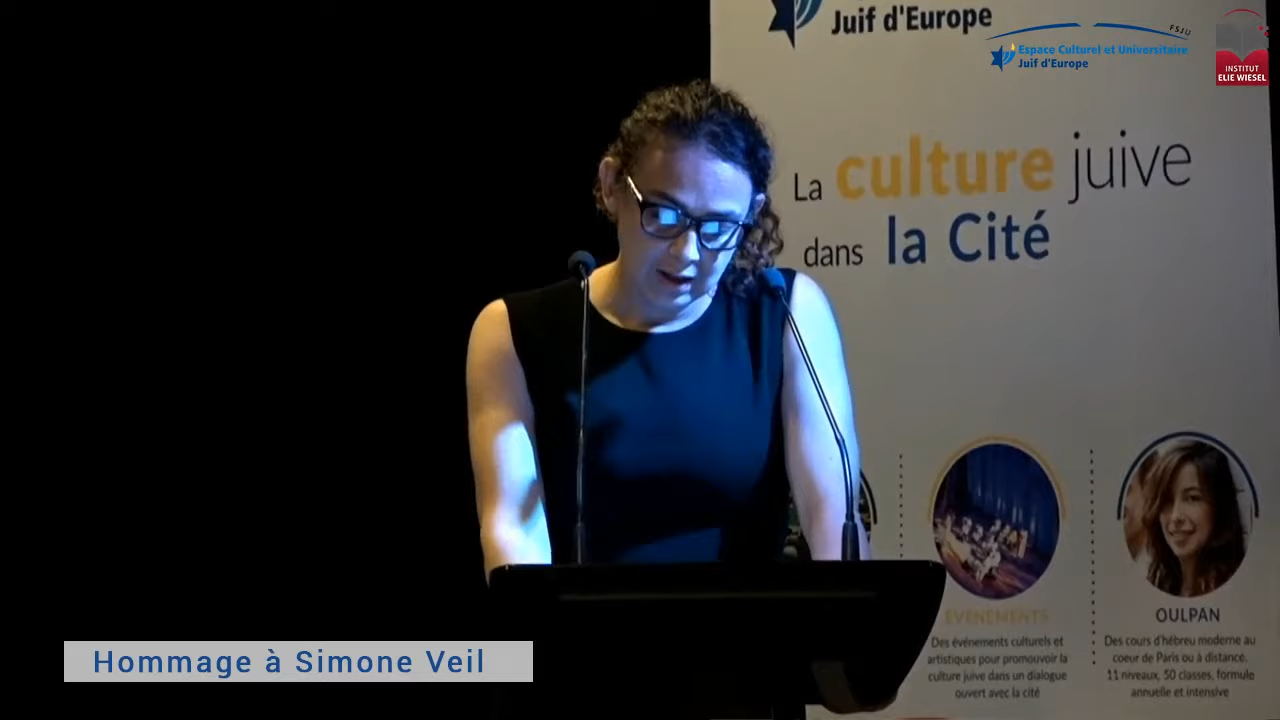 Juif d'Europe
FSJU
Espace Culturel et Universitaire
Juif d'Europe
INSTITUT
ELIE WIESEL
La culture juive
dans la Cité
EVENEMENTS
Des événements culturels et
artistiques pour promouvoir la
culture juive dans un dialogue
ouvert avec la cité
OULPAN
Des cours d'hébreu moderne au
coeur de Paris ou à distance,
11 niveaux, 50 classes, formule
annuelle et intensive
Hommage à Simone Veil